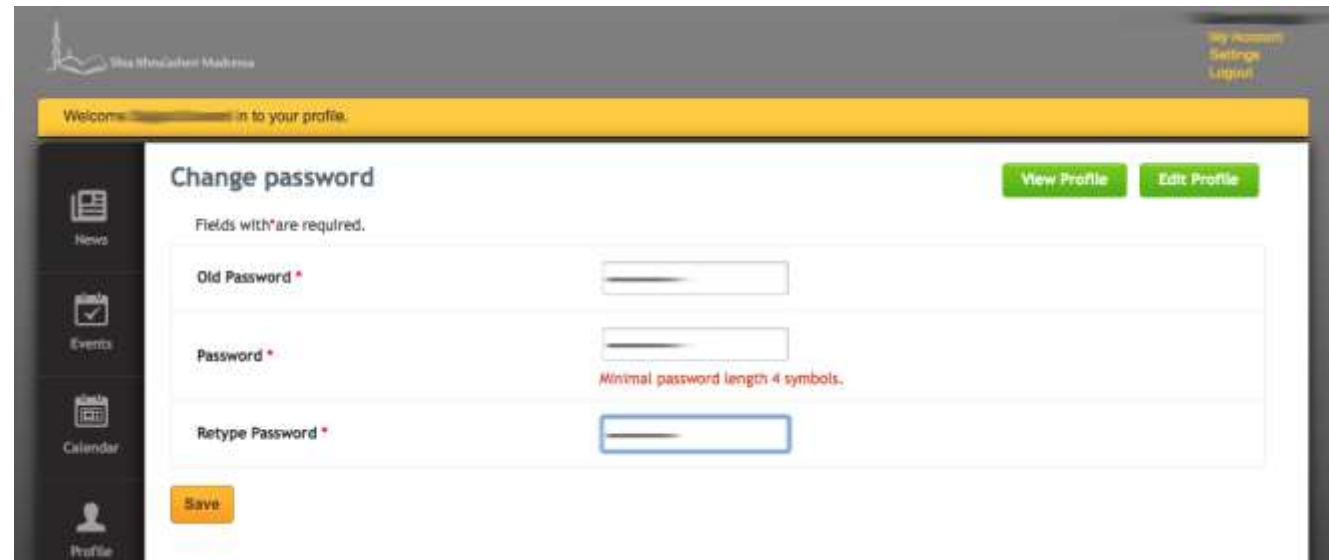 My Account
Settings
Logout
Welcome in to your profile.
Change password
View Profile
Edit Profile
Fields with*are required.
Old Password *
Password *
Minimal password length 4 symbols.
Retype Password *
Save
News
Events
Calendar
Profile